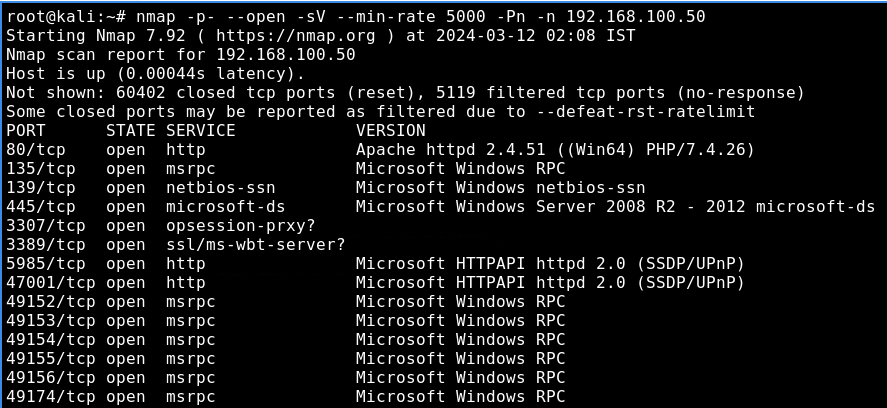 root@kali:~# nmap -p- --open -sV --min-rate 5000 -Pn -n 192.168.100.50
Starting Nmap 7.92 ( https://nmap.org ) at 2024-03-12 02:08 IST
Nmap scan report for 192.168.100.50
Host is up (0.00044s latency).
Not shown: 60402 closed tcp ports (reset), 5119 filtered tcp ports (no-response)
Some closed ports may be reported as filtered due to --defeat-rst-ratelimit
PORT      STATE SERVICE            VERSION
80/tcp    open  http               Apache httpd 2.4.51 ((Win64) PHP/7.4.26)
135/tcp   open  msrpc              Microsoft Windows RPC
139/tcp   open  netbios-ssn        Microsoft Windows netbios-ssn
445/tcp   open  microsoft-ds       Microsoft Windows Server 2008 R2 - 2012 microsoft-ds
3307/tcp  open  opsession-prxy?
3389/tcp  open  ssl/ms-wbt-server?
5985/tcp  open  http               Microsoft HTTPAPI httpd 2.0 (SSDP/UPnP)
47001/tcp open  http               Microsoft HTTPAPI httpd 2.0 (SSDP/UPnP)
49152/tcp open  msrpc              Microsoft Windows RPC
49153/tcp open  msrpc              Microsoft Windows RPC
49154/tcp open  msrpc              Microsoft Windows RPC
49155/tcp open  msrpc              Microsoft Windows RPC
49156/tcp open  msrpc              Microsoft Windows RPC
49174/tcp open  msrpc              Microsoft Windows RPC